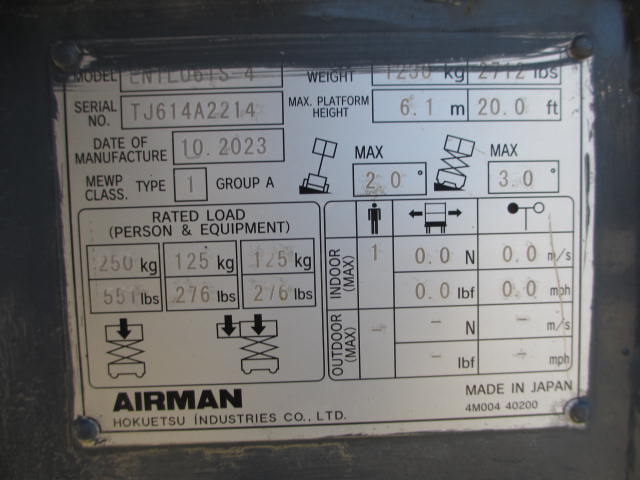 MODEL ENTL061S-4 WEIGHT 1230 kg 2712 lbs
SERIAL NO. TJ614A2214 MAX. PLATFORM HEIGHT 6.1 m 20.0 ft
DATE OF MANUFACTURE 10.2023
MEWP CLASS. TYPE 1 GROUP A MAX 2.0° MAX 3.0°
RATED LOAD
(PERSON & EQUIPMENT)
250 kg 125 kg 125 kg
551 lbs 276 lbs 276 lbs
INDOOR (MAX) 1 0.0 N 0.0 m/s
0.0 lbf 0.0 mph
OUTDOOR (MAX) - - N - m/s
- lbf - mph
AIRMAN
HOKUETSU INDUSTRIES CO., LTD.
MADE IN JAPAN
4M004 40200